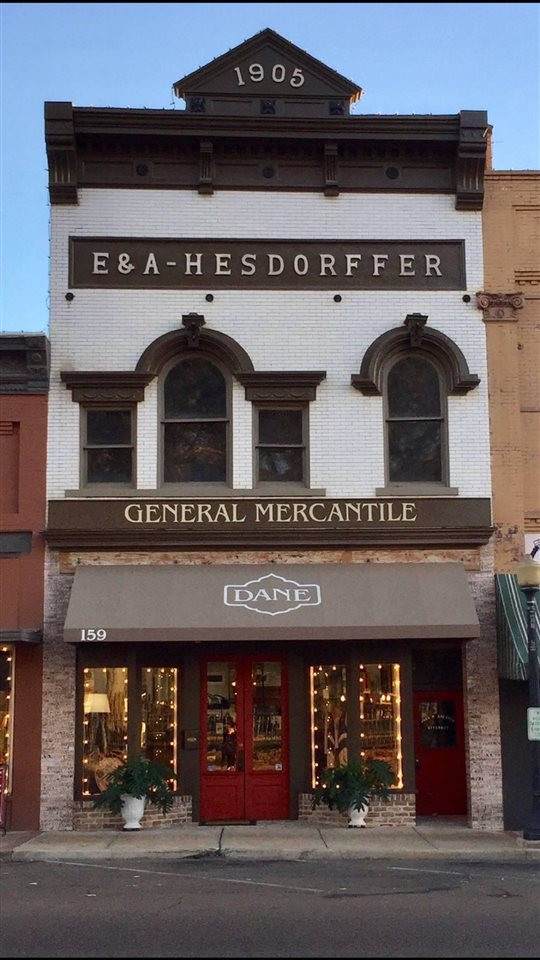 1905
E&A-HESDORFFER
GENERAL MERCANTILE
DANE
159